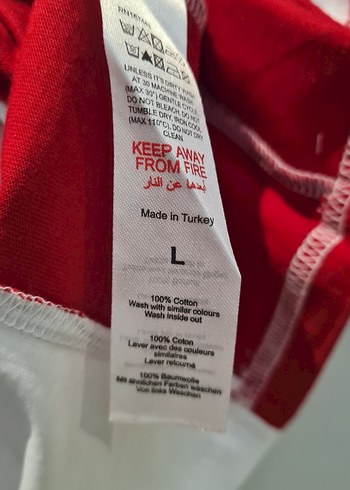 UNLESS IT'S DIRTY WASH
AT 30 MACHINE WASH
(MAX 30°) GENTLE CYCLE
DO NOT BLEACH, DO NOT
TUMBLE DRY, IRON COOL
(MAX 110°C), DO NOT DRY
CLEAN
KEEP AWAY
FROM FIRE
بعدها عن النار
Made in Turkey
L
100% Cotton
Wash with similar colours
Wash inside out
100% Coton
Laver avec des couleurs
similaires
Laver retourné
100% Baumwolle
Mit ähnlichen Farben waschen
Von links Waschen